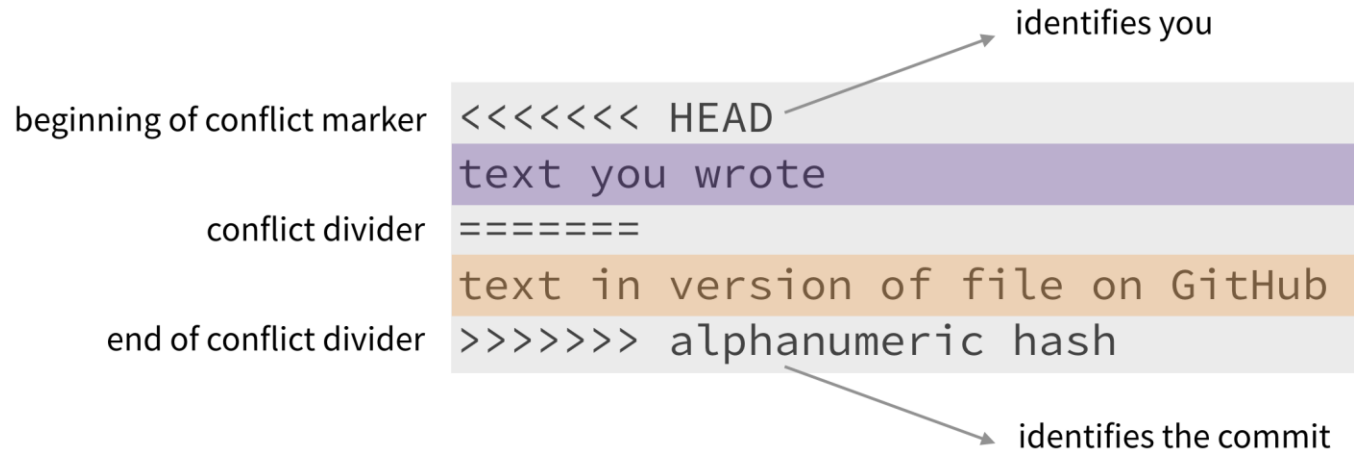 identifies you
beginning of conflict marker <<<<<<< HEAD
text you wrote
conflict divider =======
text in version of file on GitHub
end of conflict divider >>>>>>> alphanumeric hash
identifies the commit